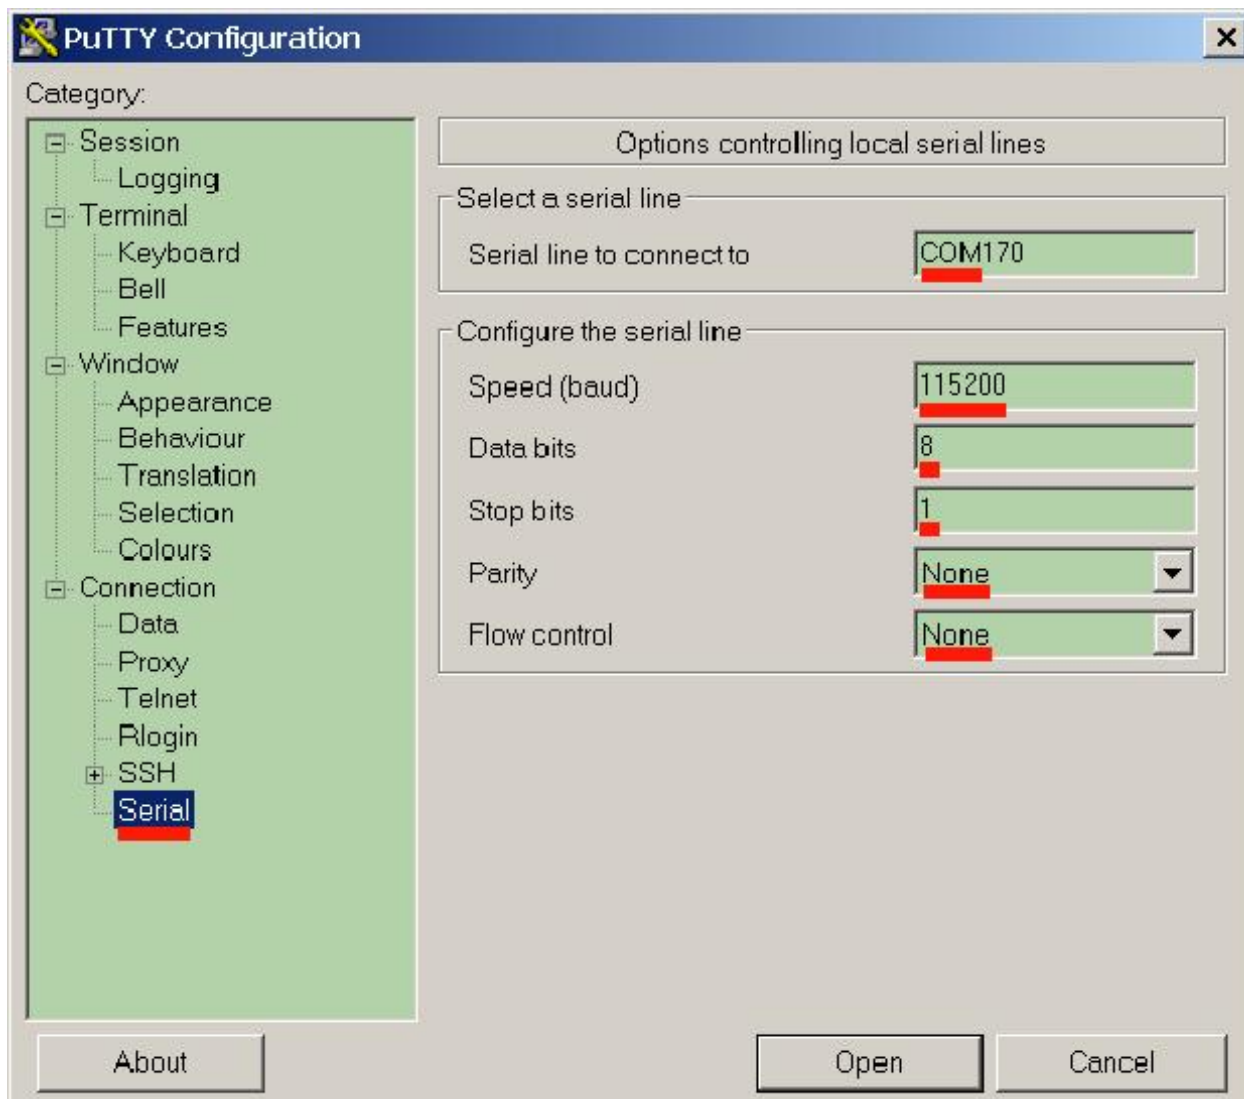 PuTTY Configuration
Category:
Session
Logging
Terminal
Keyboard
Bell
Features
Window
Appearance
Behaviour
Translation
Selection
Colours
Connection
Data
Proxy
Telnet
Rlogin
SSH
Serial
Options controlling local serial lines
Select a serial line
Serial line to connect to COM170
Configure the serial line
Speed (baud) 115200
Data bits 8
Stop bits 1
Parity None
Flow control None
About Open Cancel